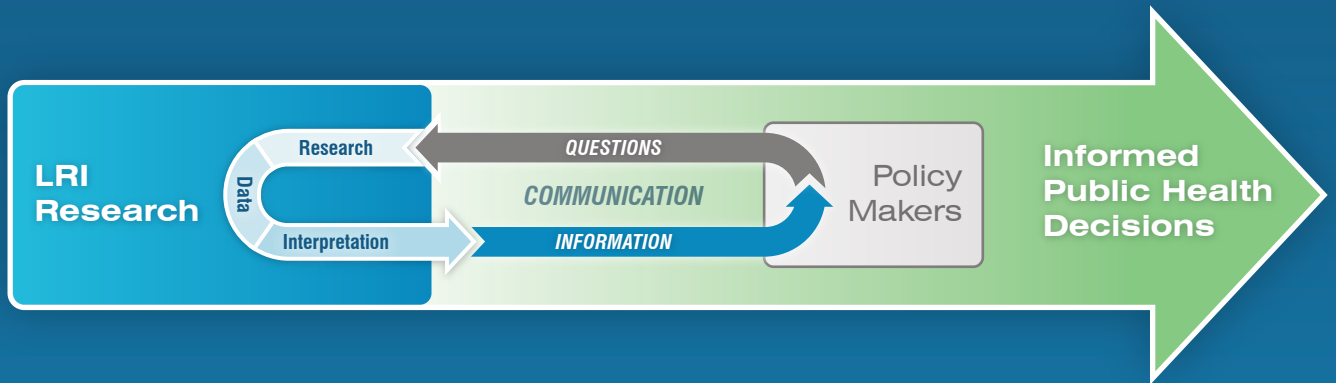 LRI
Research
Research
Data
Interpretation
QUESTIONS
COMMUNICATION
INFORMATION
Policy
Makers
Informed
Public Health
Decisions